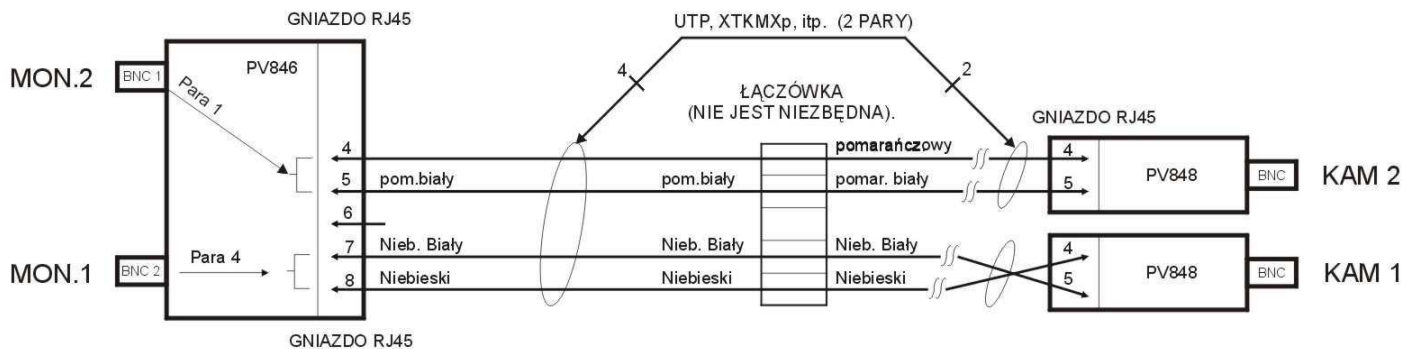 GNIAZDO RJ45
UTP, XTKMXp, itp. (2 PARY)
PV846
MON.2
BNC 1
Para 1
4
2
ŁĄCZÓWKA
(NIE JEST NIEZBĘDNA).
GNIAZDO RJ45
4
pomarańczowy
4
5
pom.biały
pom.biały
pomar. biały
5
PV848
BNC
KAM 2
6
7
Nieb. Biały
Nieb. Biały
Nieb. Biały
4
MON.1
BNC 2
Para 4
8
Niebieski
Niebieski
Niebieski
5
PV848
BNC
KAM 1
GNIAZDO RJ45